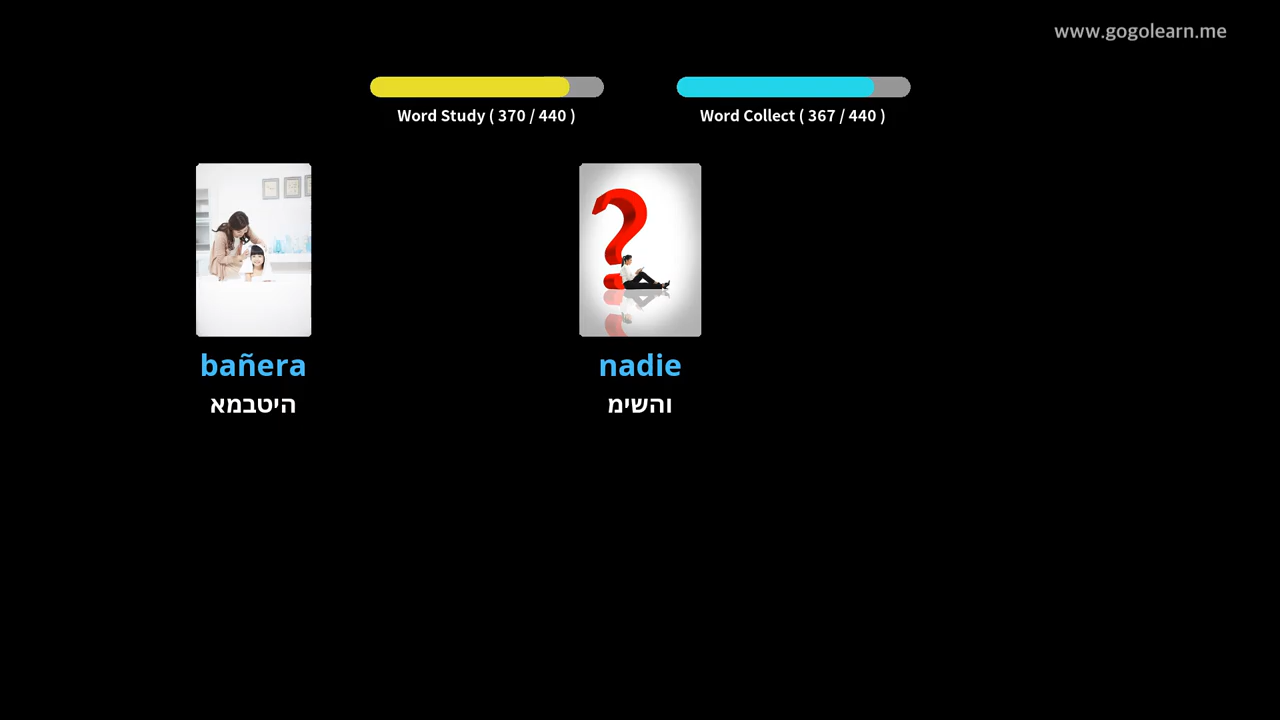 www.gogolearn.me
Word Study ( 370 / 440 )
Word Collect ( 367 / 440 )
bañera
היטבמא
nadie
והשימ